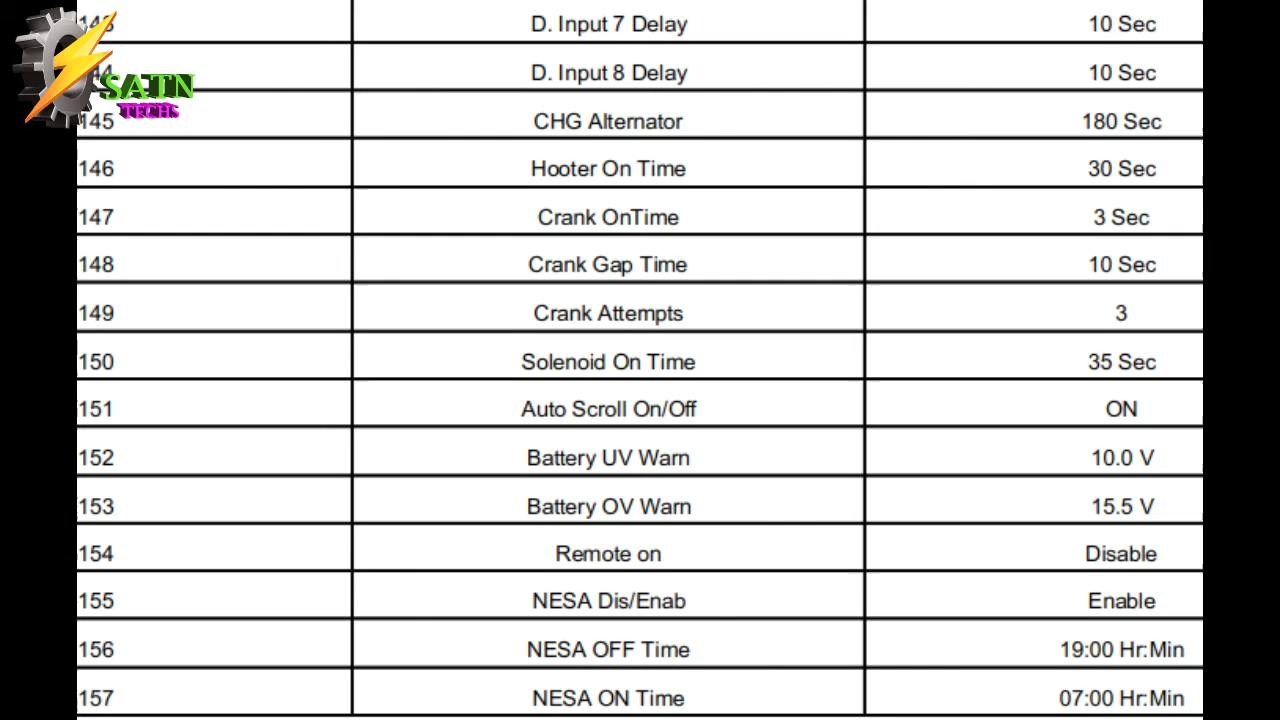 143 D. Input 7 Delay 10 Sec
144 D. Input 8 Delay 10 Sec
SATN
TECHS
145 CHG Alternator 180 Sec
146 Hooter On Time 30 Sec
147 Crank OnTime 3 Sec
148 Crank Gap Time 10 Sec
149 Crank Attempts 3
150 Solenoid On Time 35 Sec
151 Auto Scroll On/Off ON
152 Battery UV Warn 10.0 V
153 Battery OV Warn 15.5 V
154 Remote on Disable
155 NESA Dis/Enab Enable
156 NESA OFF Time 19:00 Hr:Min
157 NESA ON Time 07:00 Hr:Min